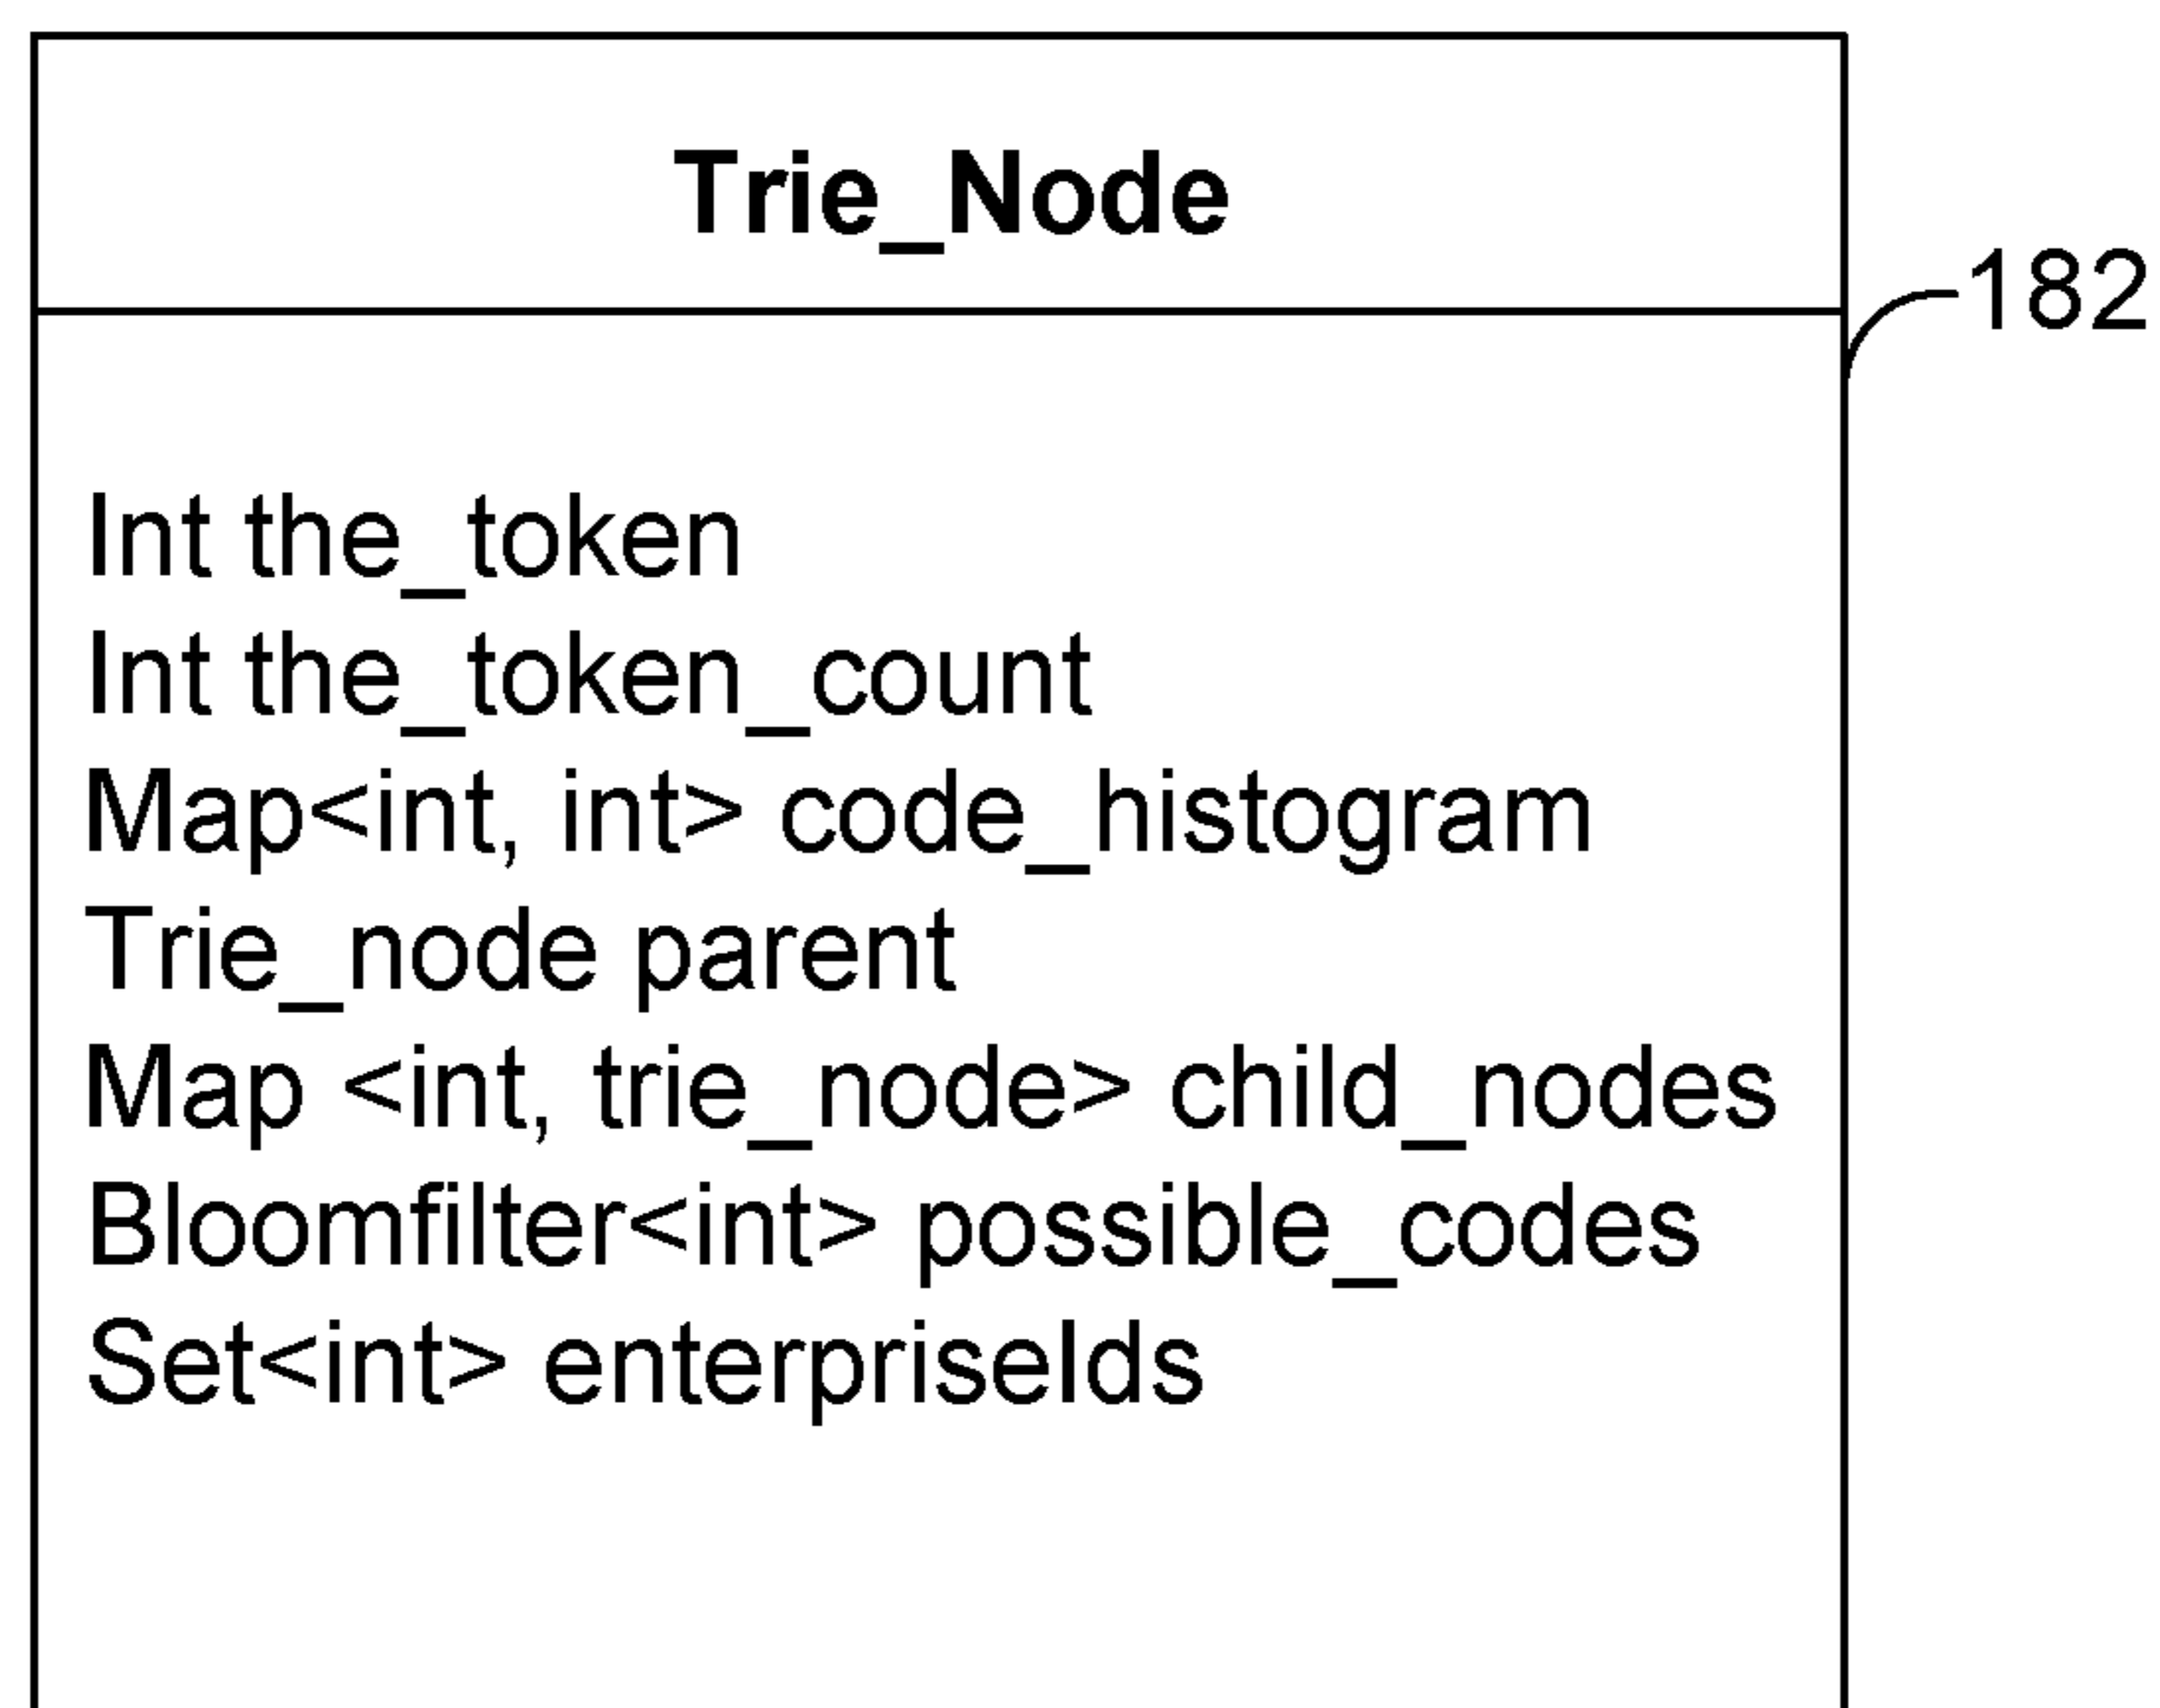 Trie_Node
182
Int the_token
Int the_token_count
Map<int, int> code_histogram
Trie_node parent
Map <int, trie_node> child_nodes
Bloomfilter<int> possible_codes
Set<int> enterpriseIds